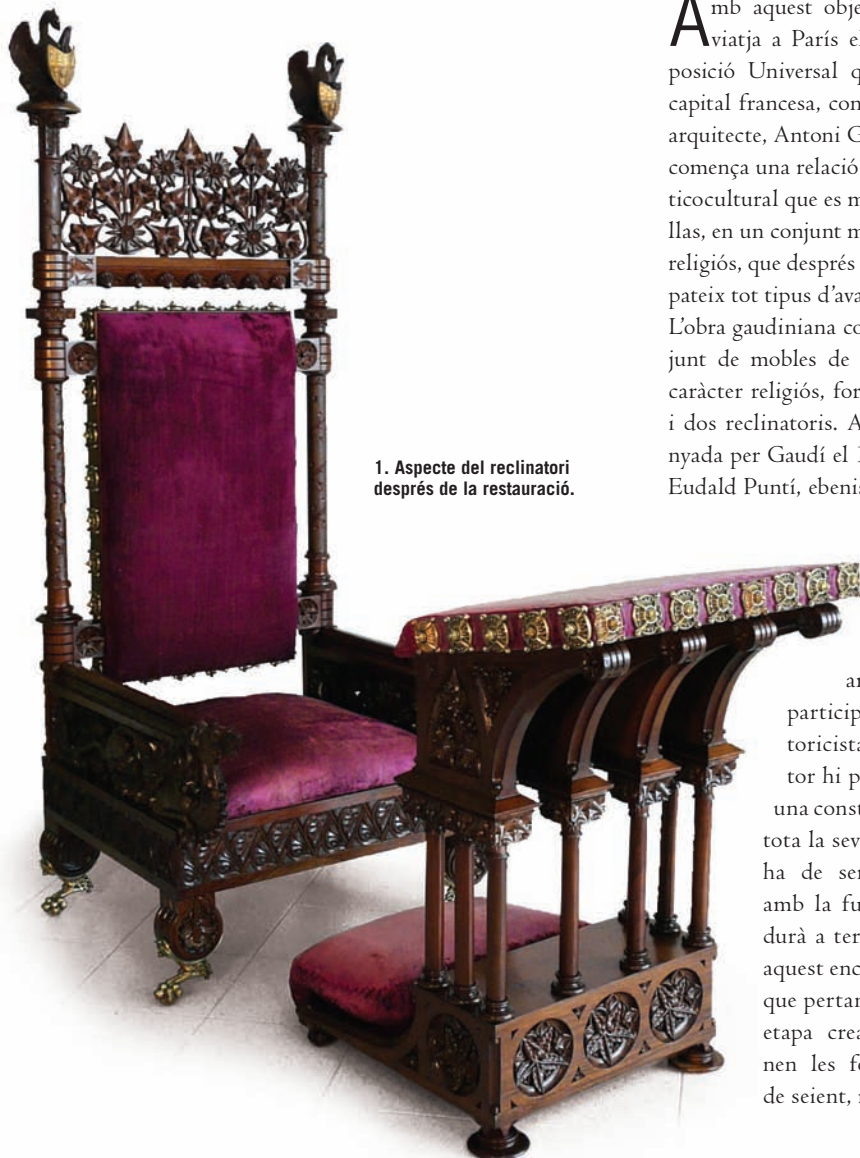 1. Aspecte del reclinatori
després de la restauració.
Amb aquest obje
viatja a París el
posició Universal q
capital francesa, con
arquitecte, Antoni G
comença una relació
ticocultural que es m
llas, en un conjunt m
religiós, que després
pateix tot tipus d’ava
L’obra gaudiniana co
junt de mobles de
caràcter religiós, for
i dos reclinatoris. A
nyada per Gaudí el 1
Eudald Puntí, ebenis
ar
particip
toricista
tor hi p
una const
tota la sev
ha de ser
amb la fu
durà a ter
aquest enc
que pertar
etapa crea
nen les fo
de seient, r